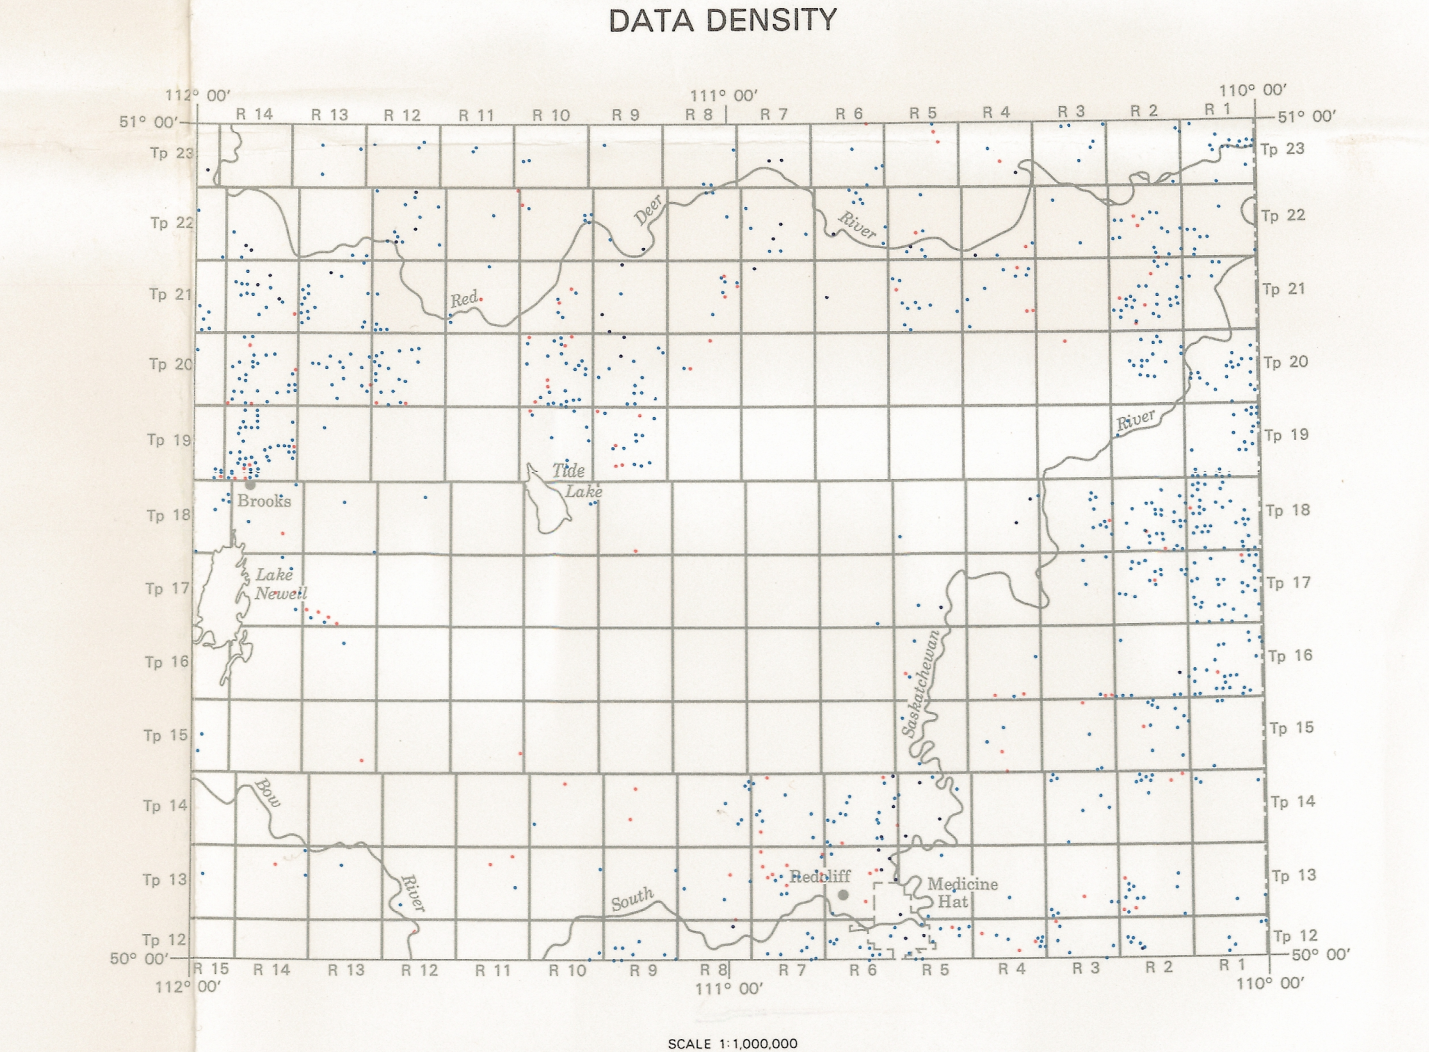 DATA DENSITY
112° 00′ 111° 00′ 110° 00′
R 14 R 13 R 12 R 11 R 10 R 9 R 8 R 7 R 6 R 5 R 4 R 3 R 2 R 1
51° 00′ 51° 00′
Tp 23 Tp 23
Tp 22 Deer River Tp 22
Tp 21 Red Tp 21
Tp 20 Tp 20
Tp 19 River Tp 19
Tide
Lake
Brooks
Tp 18 Tp 18
Lake
Newell
Tp 17 Tp 17
Tp 16 Saskatchewan Tp 16
Tp 15 Tp 15
Bow
Tp 14 Tp 14
Redcliff
Tp 13 River South Medicine
Hat Tp 13
Tp 12 Tp 12
50° 00′ 50° 00′
R 15 R 14 R 13 R 12 R 11 R 10 R 9 R 8 R 7 R 6 R 5 R 4 R 3 R 2 R 1
112° 00′ 111° 00′ 110° 00′
SCALE 1:1,000,000